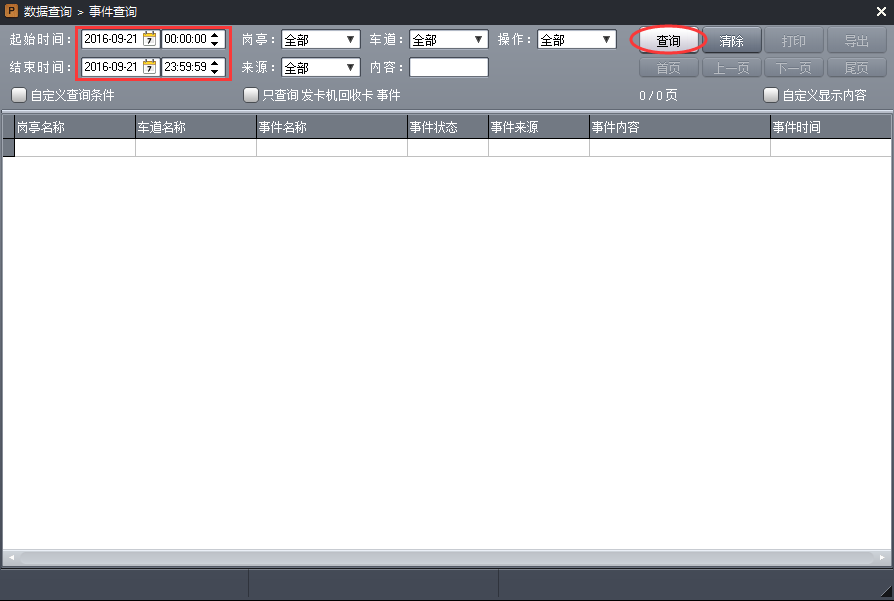 P 数据查询 > 事件查询
起始时间： 2016-09-21 7 00:00:00 岗亭： 全部 车道： 全部 操作： 全部 查询 清除 打印 导出
结束时间： 2016-09-21 7 23:59:59 来源： 全部 内容： 首页 上一页 下一页 尾页
自定义查询条件 只查询 发卡机回收卡 事件 0 / 0 页 自定义显示内容
岗亭名称 车道名称 事件名称 事件状态 事件来源 事件内容 事件时间